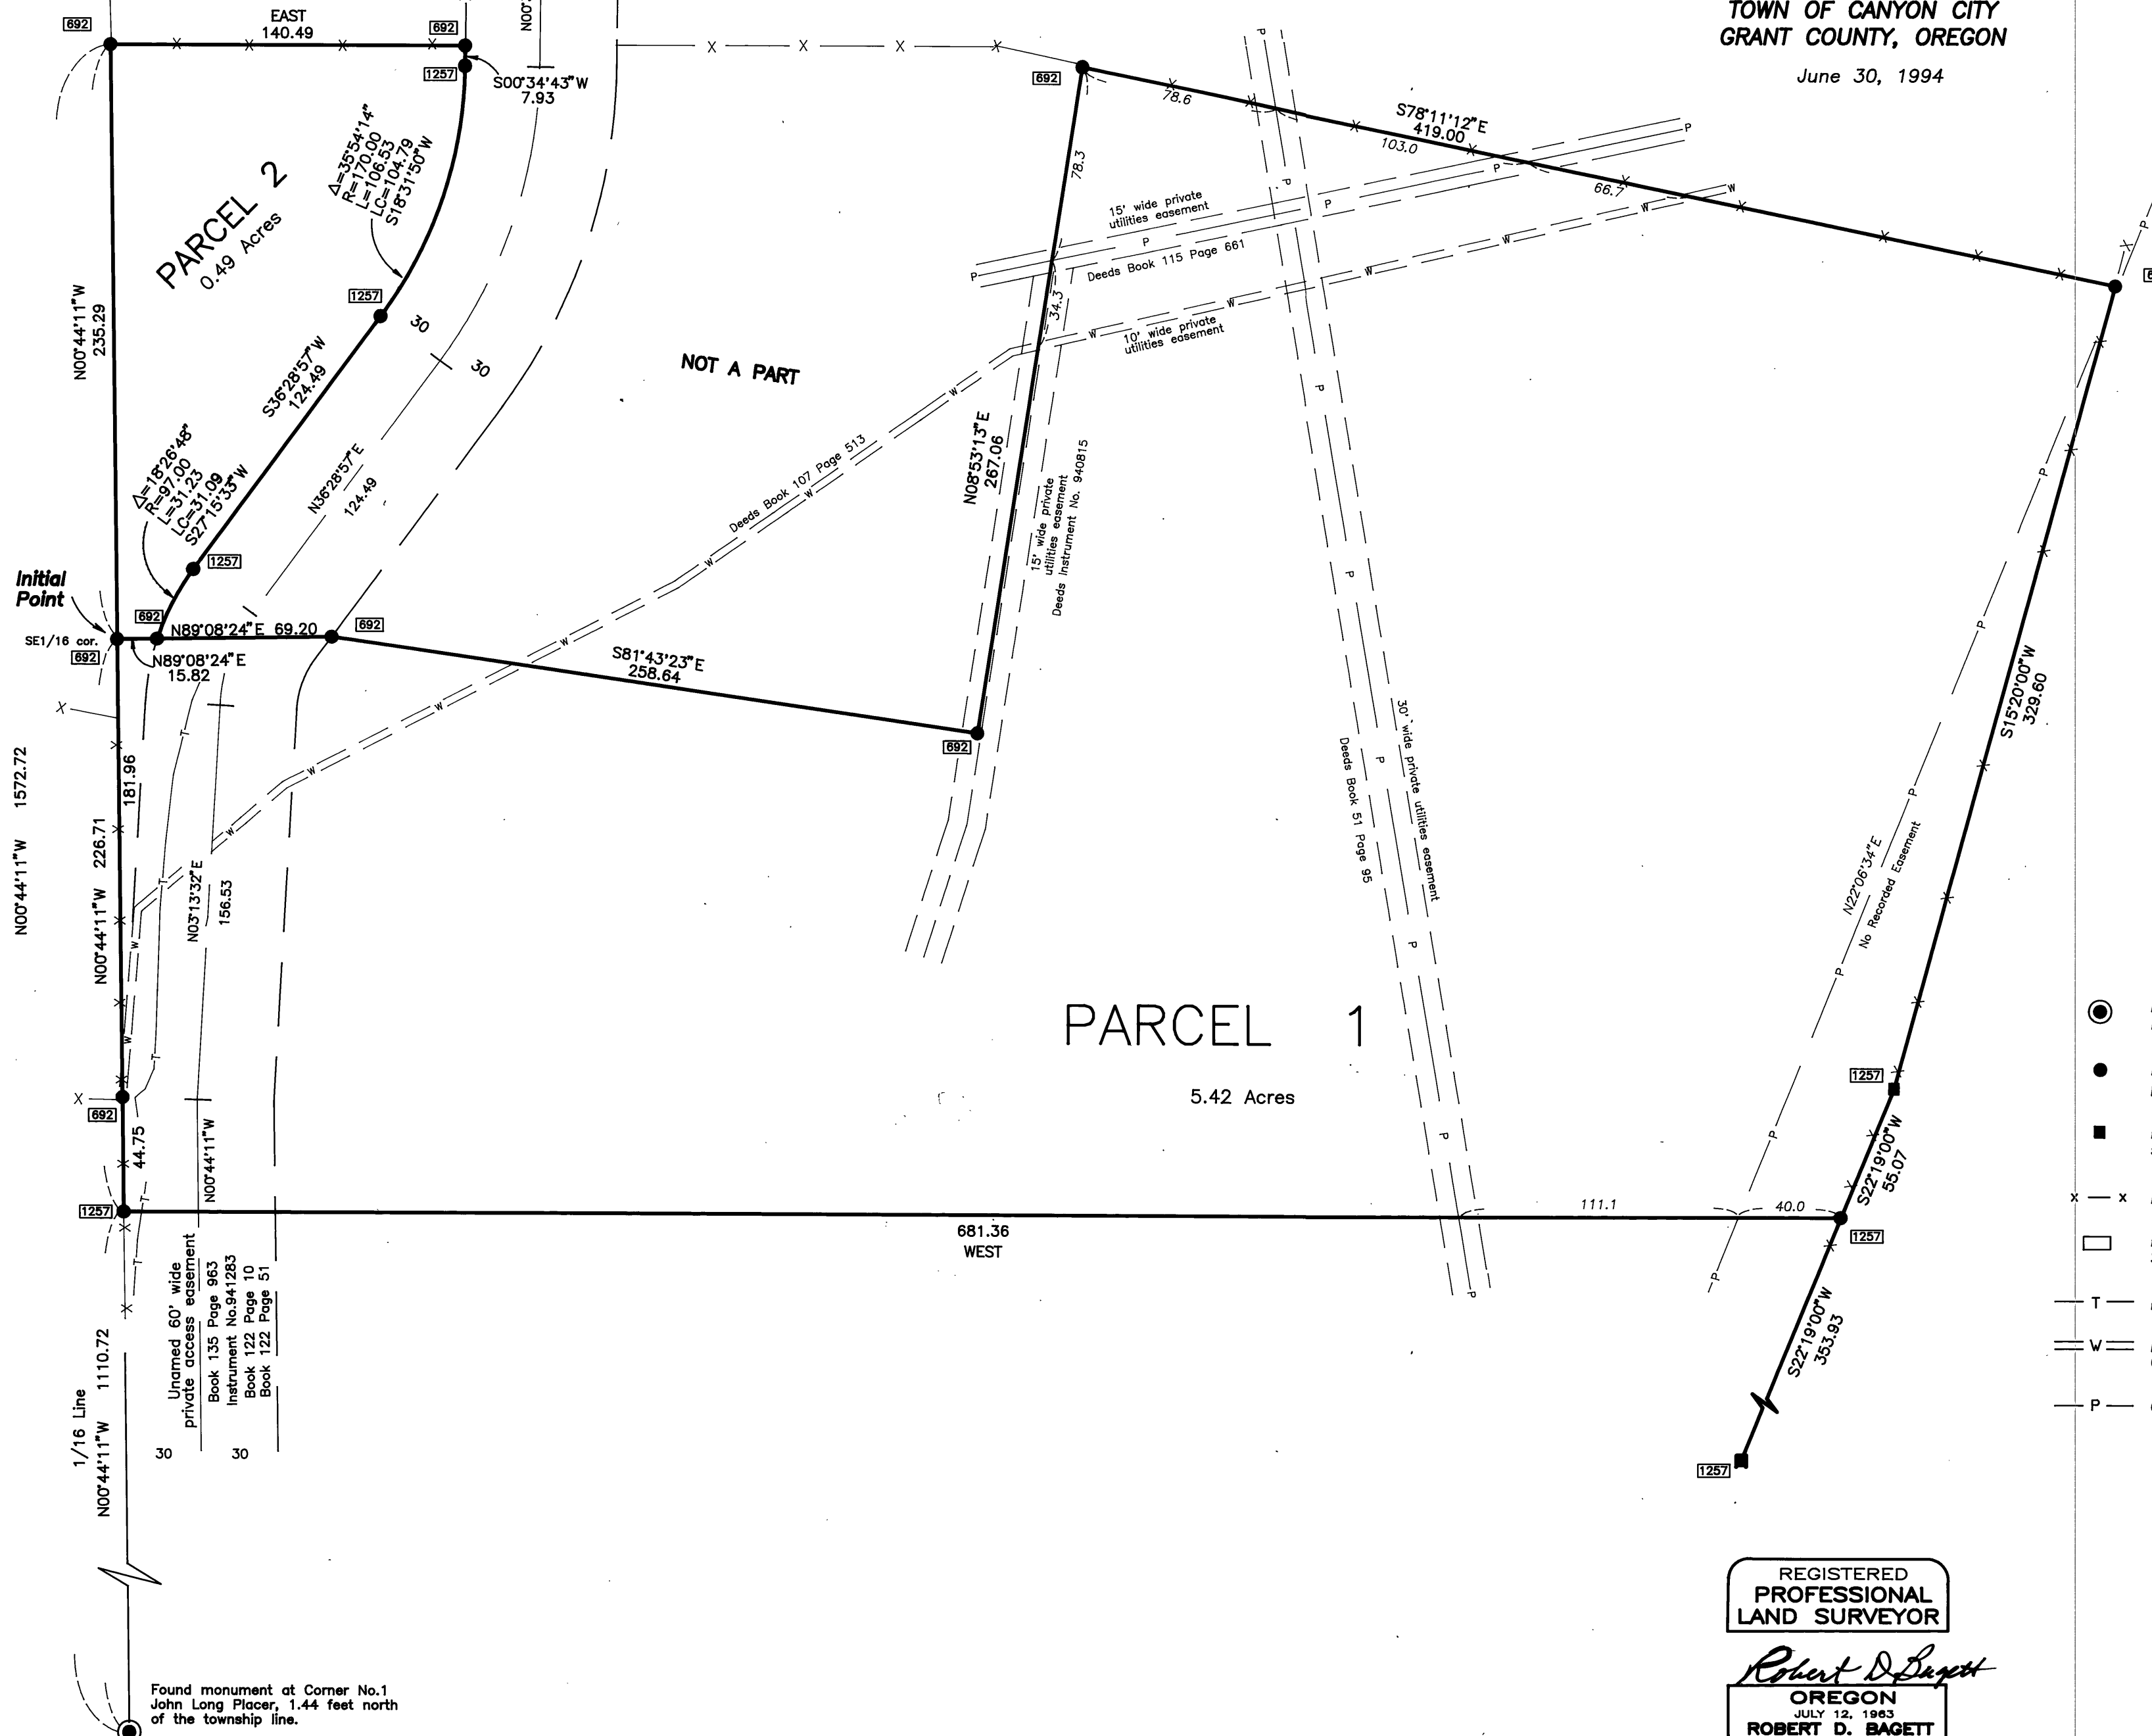 TOWN OF CANYON CITY
GRANT COUNTY, OREGON
June 30, 1994
692
EAST
140.49
692
1257
S00°34'43"W
7.93
N00°
692
78.6
S78°11'12"E
419.00
103.0
66.7
Δ=35°54'14"
R=170.00
L=106.53
LC=104.79
S18°31'50"W
PARCEL 2
0.49 Acres
78.3
15' wide private
utilities easement
P
Deeds Book 115 Page 661
34.3
10' wide private
utilities easement
W
N00°44'11"W
235.29
1257
30
30
S36°28'57"W
124.49
NOT A PART
Δ=18°26'48"
R=97.00
L=31.23
LC=31.09
S27°15'33"W
N36°28'57"E
124.49
Deeds Book 107 Page 513
N08°53'13"E
267.06
15' wide private
utilities easement
Deeds Instrument No. 940815
1257
Initial
Point
SE1/16 cor.
692
692
N89°08'24"E 69.20
692
N89°08'24"E
15.82
S81°43'23"E
258.64
692
S15°20'00"W
329.60
30' wide private utilities easement
Deeds Book 51 Page 95
N22°06'34"E
No Recorded Easement
N00°44'11"W 1572.72
181.96
N00°44'11"W 226.71
N03°13'32"E
156.53
PARCEL 1
5.42 Acres
692
44.75
N00°44'11"W
1257
1257
S22°19'00"W
55.07
111.1
40.0
1257
681.36
WEST
Unamed 60' wide
private access easement
Book 135 Page 963
Instrument No.941283
Book 122 Page 10
Book 122 Page 51
30
30
1/16 Line
N00°44'11"W 1110.72
S22°19'00"W
353.93
1257
x x
T
W
P
Found monument at Corner No.1
John Long Placer, 1.44 feet north
of the township line.
REGISTERED
PROFESSIONAL
LAND SURVEYOR
Robert D Bagett
OREGON
JULY 12, 1963
ROBERT D. BAGETT